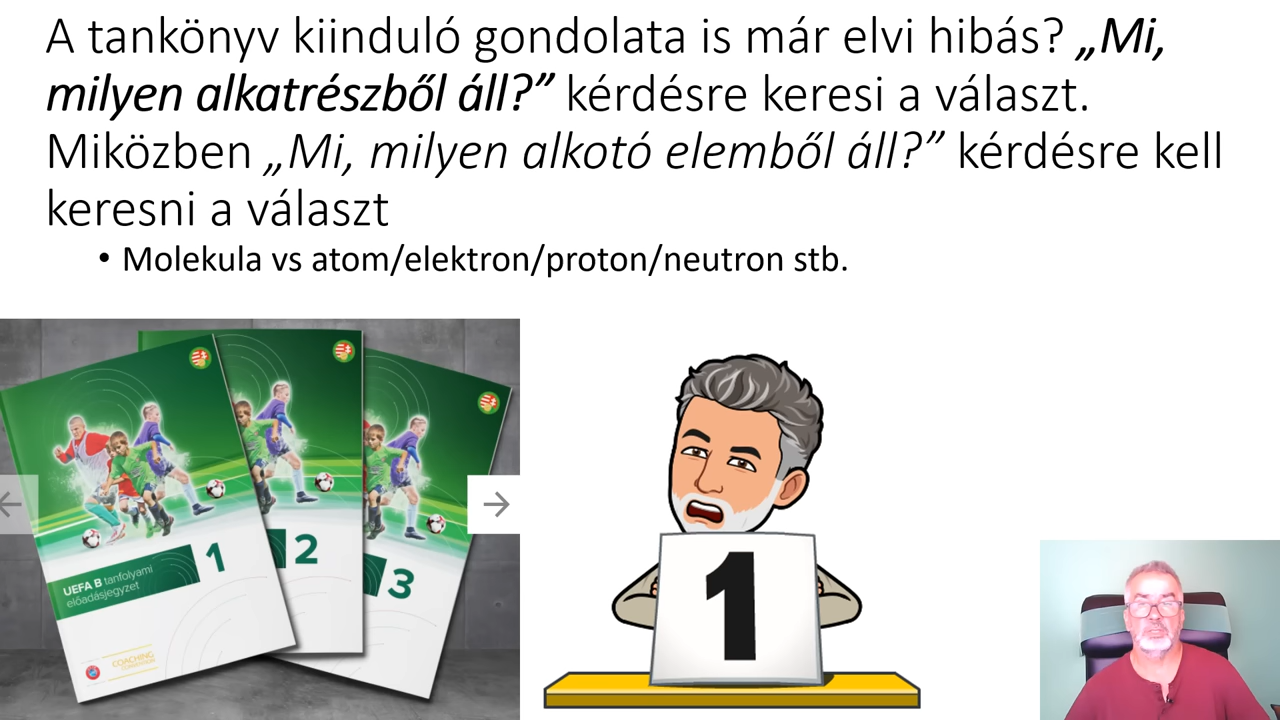 A tankönyv kiinduló gondolata is már elvi hibás? „Mi,
milyen alkatrészből áll?” kérdésre keresi a választ.
Miközben „Mi, milyen alkotó elemből áll?” kérdésre kell
keresni a választ
• Molekula vs atom/elektron/proton/neutron stb.
1
2
3
UEFA B tanfolyami
előadásjegyzet
COACHING
CONVENTION
1